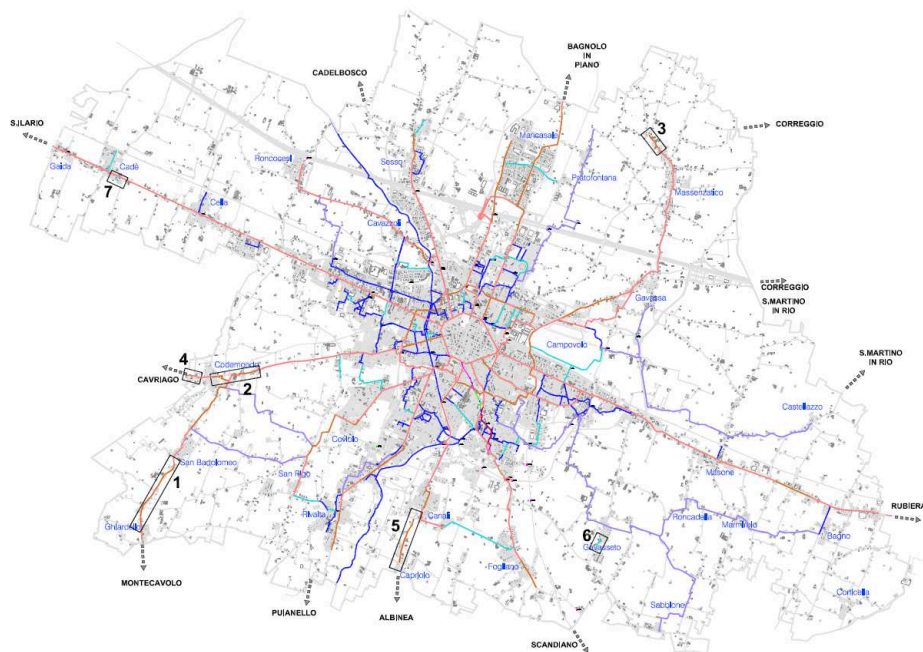 BAGNOLO
IN
PIANO
CADELBOSCO
S.ILARIO
CORREGGIO
3
Mancasale
Sesso
Roncocesi
Gaida
Cadè
7
Pratofontana
Massenzatico
Cella
Cavazzoli
CORREGGIO
S.MARTINO
IN RIO
Gavassa
Campovolo
S.MARTINO
IN RIO
4
CAVRIAGO
Codemondo
2
Castellazzo
Coviolo
San Bartolomeo
San Rigo
1
Masone
Ghiardello
Rivalta
5
Canali
6
Gavasseto
Roncadella
Marmirolo
Bagno
RUBIERA
MONTECAVOLO
Fogliano
Capriolo
Sabbione
Corticella
PUIANELLO
ALBINEA
SCANDIANO